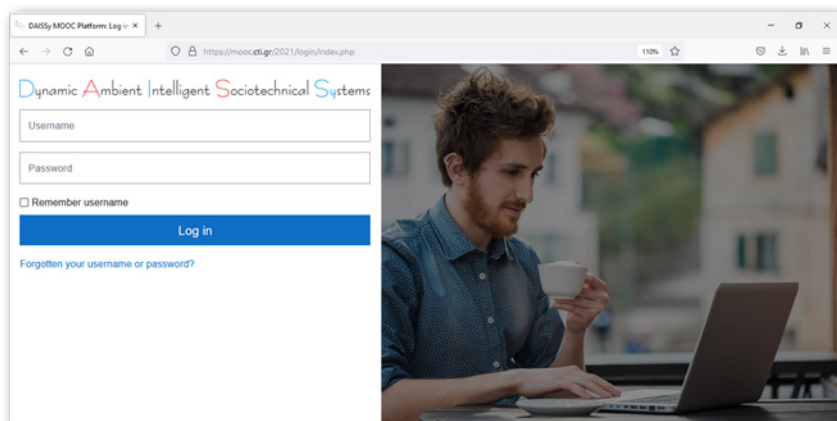 DAISSy MOOC Platform: Log in
https://mooc.cti.gr/2021/login/index.php
110%
Dynamic Ambient Intelligent Sociotechnical Systems
Username
Password
Remember username
Log in
Forgotten your username or password?